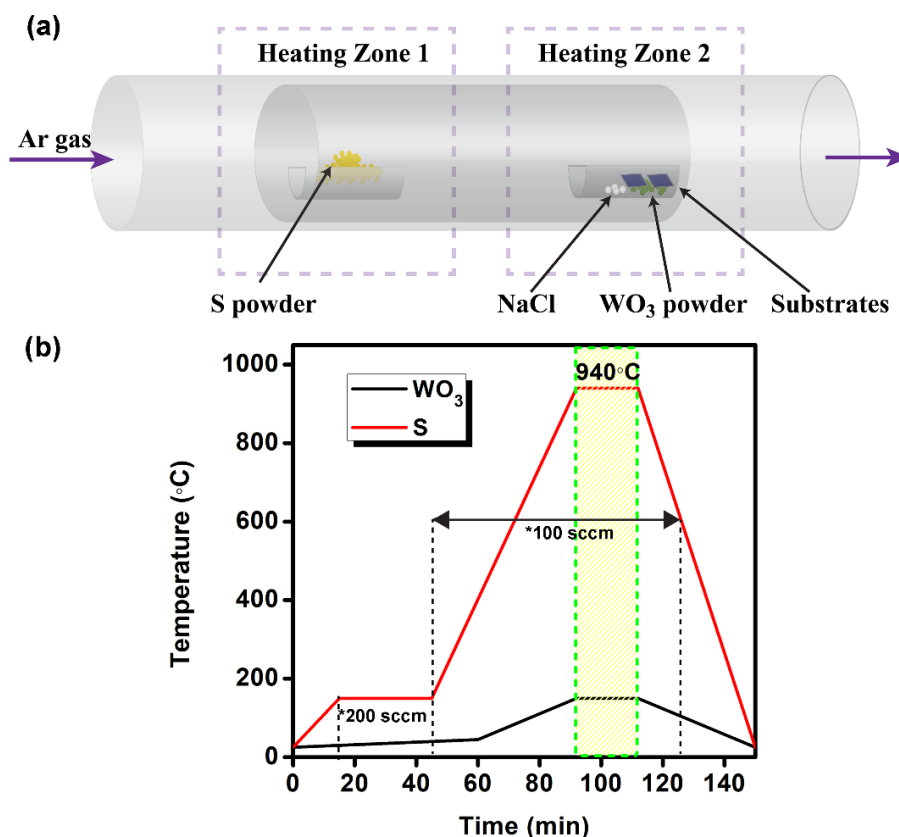 (a)
Heating Zone 1
Heating Zone 2
Ar gas
S powder
NaCl
WO₃ powder
Substrates
(b)
1000
800
600
400
200
0
Temperature (°C)
WO₃
S
940°C
*100 sccm
*200 sccm
0 20 40 60 80 100 120 140
Time (min)